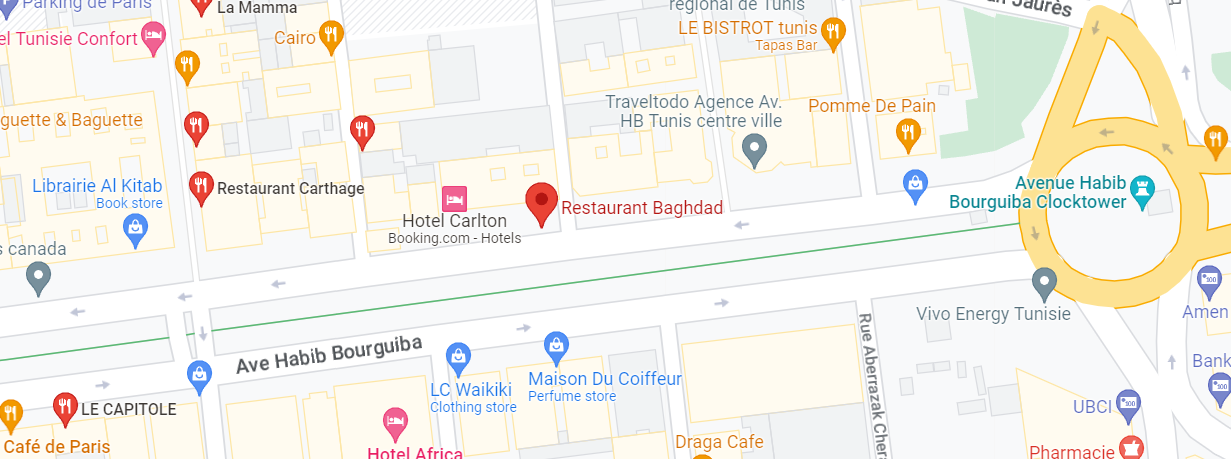 Parking de Paris
La Mamma
régional de Tunis
n Jaurès
el Tunisie Confort
Cairo
LE BISTROT tunis
Tapas Bar
guette & Baguette
Traveltodo Agence Av.
HB Tunis centre ville
Pomme De Pain
Librairie Al Kitab
Book store
Restaurant Carthage
Avenue Habib
Bourguiba Clocktower
Hotel Carlton
Booking.com - Hotels
Restaurant Baghdad
s canada
Vivo Energy Tunisie
Amen
Ave Habib Bourguiba
Rue Aberrazak Chera
LC Waikiki
Clothing store
Maison Du Coiffeur
Perfume store
Bank
LE CAPITOLE
UBCI
Café de Paris
Hotel Africa
Draga Cafe
Pharmacie